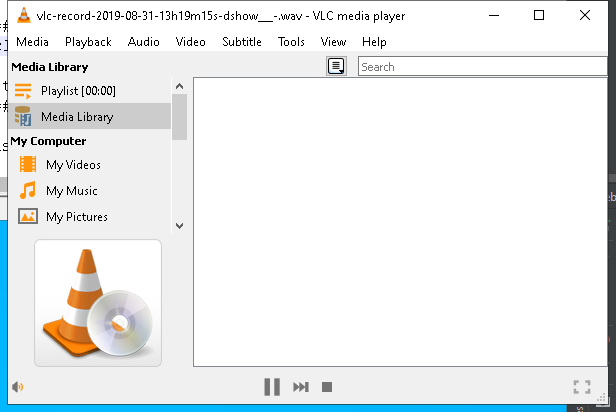 vlc-record-2019-08-31-13h19m15s-dshow__-.wav - VLC media player
Media Playback Audio Video Subtitle Tools View Help
Media Library
Search
Playlist [00:00]
Media Library
My Computer
My Videos
My Music
My Pictures